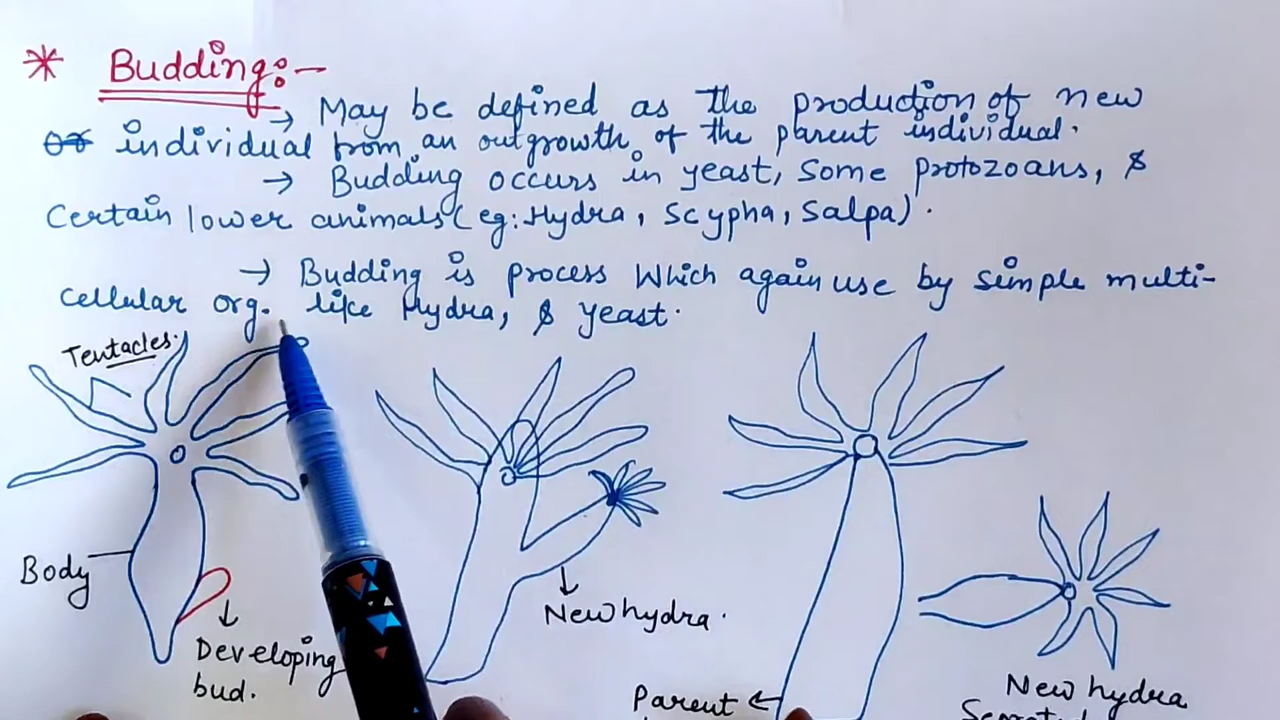 * Budding:-
→ May be defined as the production of new
individual from an outgrowth of the parent individual.
→ Budding occurs in yeast, some protozoans, &
Certain lower animals (eg: Hydra, Scypha, Salpa).
→ Budding is process which again use by simple multi-
cellular org. like Hydra, & yeast.
Tentacles.
Body
Developing
bud.
New hydra.
Parent
New hydra